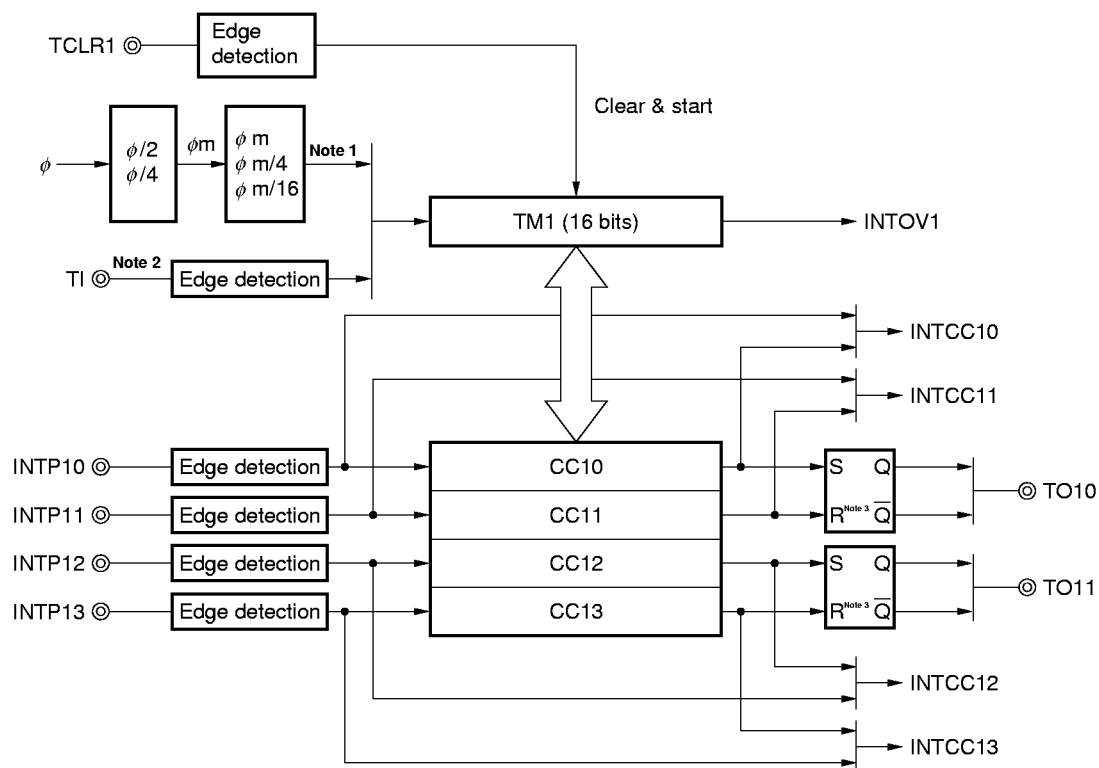 TCLR1
Edge
detection
Clear & start
φ
φ/2
φ/4
φm
φ m
φ m/4
φ m/16
Note 1
TM1 (16 bits)
INTOV1
TI
Note 2
Edge detection
INTCC10
INTCC11
INTP10
Edge detection
CC10
S Q
TO10
INTP11
Edge detection
CC11
R Note 3 Q̅
INTP12
Edge detection
CC12
S Q
TO11
INTP13
Edge detection
CC13
R Note 3 Q̅
INTCC12
INTCC13